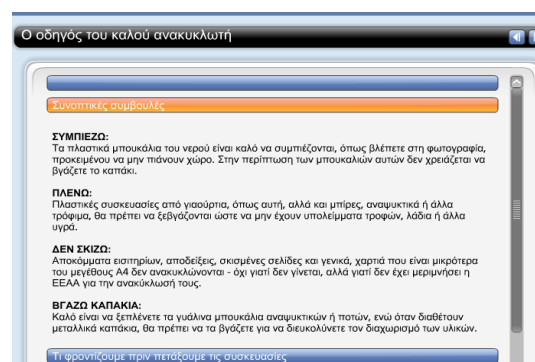 Ο οδηγός του καλού ανακυκλωτή
Συνοπτικές συμβουλές
ΣΥΜΠΙΕΖΩ:
Τα πλαστικά μπουκάλια του νερού είναι καλό να συμπιέζονται, όπως βλέπετε στη φωτογραφία,
προκειμένου να μην πιάνουν χώρο. Στην περίπτωση των μπουκαλιών αυτών δεν χρειάζεται να
βγάζετε το καπάκι.
ΠΛΕΝΩ:
Πλαστικές συσκευασίες από γιαούρτια, όπως αυτή, αλλά και μπίρες, αναψυκτικά ή άλλα
τρόφιμα, θα πρέπει να ξεβγάζονται ώστε να μην έχουν υπολείμματα τροφών, λάδια ή άλλα
υγρά.
ΔΕΝ ΣΚΙΖΩ:
Αποκόμματα εισιτηρίων, αποδείξεις, σκισμένες σελίδες και γενικά, χαρτιά που είναι μικρότερα
του μεγέθους Α4 δεν ανακυκλώνονται - όχι γιατί δεν γίνεται, αλλά γιατί δεν έχει μεριμνήσει η
ΕΕΑΑ για την ανακύκλωσή τους.
ΒΓΑΖΩ ΚΑΠΑΚΙΑ:
Καλό είναι να ξεπλένετε τα γυάλινα μπουκάλια αναψυκτικών ή ποτών, ενώ όταν διαθέτουν
μεταλλικά καπάκια, θα πρέπει να τα βγάζετε για να διευκολύνετε τον διαχωρισμό των υλικών.
Τι φροντίζουμε πριν πετάξουμε τις συσκευασίες